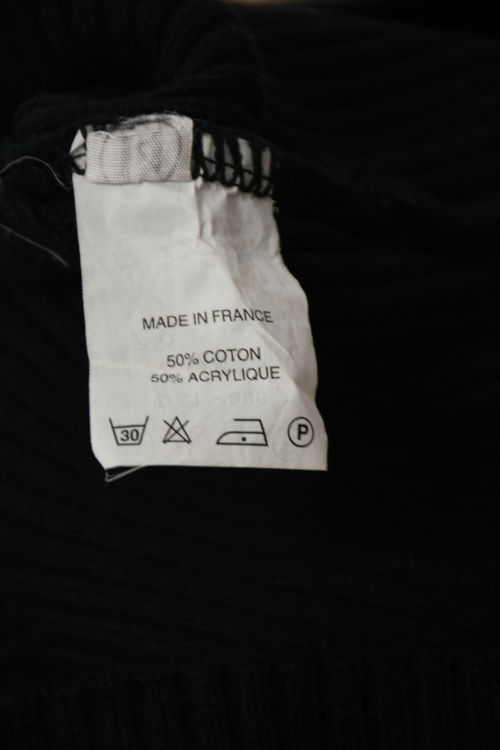 MADE IN FRANCE
50% COTON
50% ACRYLIQUE
30 P